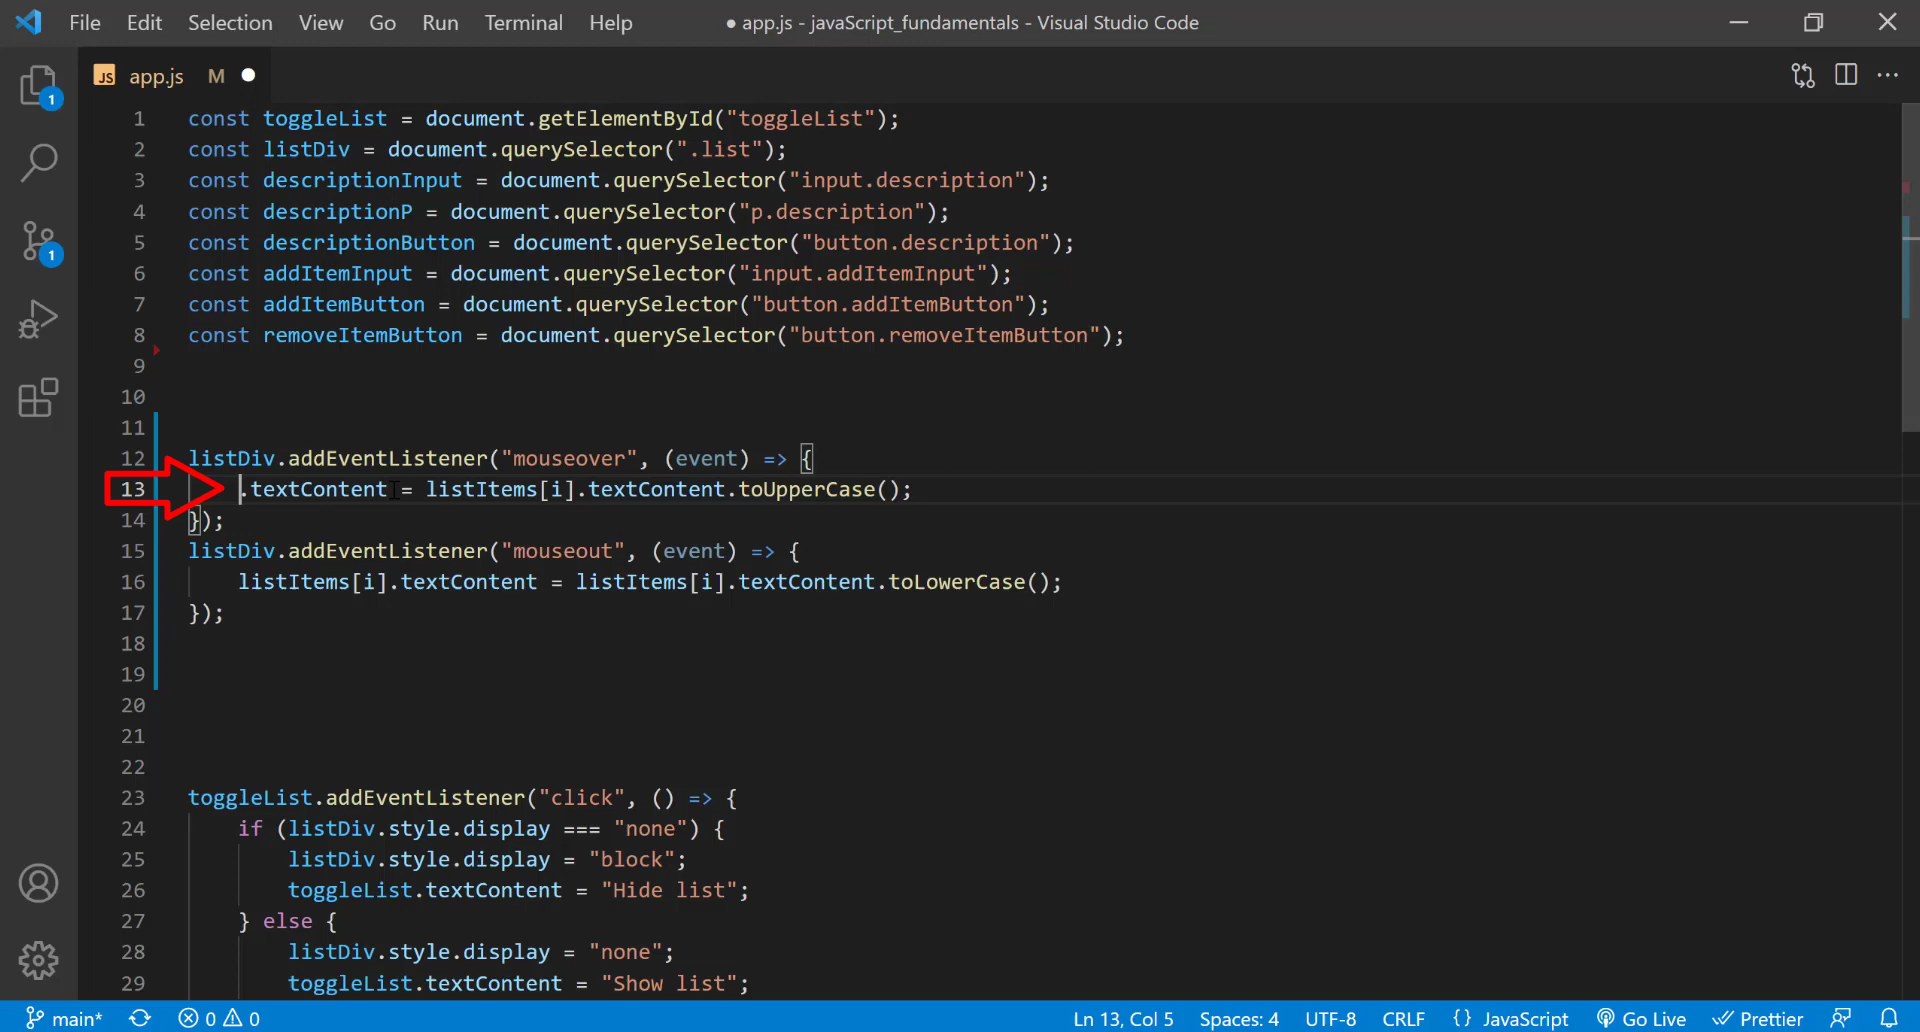 File Edit Selection View Go Run Terminal Help ● app.js - javaScript_fundamentals - Visual Studio Code
JS app.js M
1
1
1 const toggleList = document.getElementById("toggleList");
2 const listDiv = document.querySelector(".list");
3 const descriptionInput = document.querySelector("input.description");
4 const descriptionP = document.querySelector("p.description");
5 const descriptionButton = document.querySelector("button.description");
6 const addItemInput = document.querySelector("input.addItemInput");
7 const addItemButton = document.querySelector("button.addItemButton");
8 const removeItemButton = document.querySelector("button.removeItemButton");
9
10
11
12 listDiv.addEventListener("mouseover", (event) => {
13     .textContent = listItems[i].textContent.toUpperCase();
14 });
15 listDiv.addEventListener("mouseout", (event) => {
16     listItems[i].textContent = listItems[i].textContent.toLowerCase();
17 });
18
19
20
21
22
23 toggleList.addEventListener("click", () => {
24     if (listDiv.style.display === "none") {
25         listDiv.style.display = "block";
26         toggleList.textContent = "Hide list";
27     } else {
28         listDiv.style.display = "none";
29         toggleList.textContent = "Show list";
main* 0 0 Ln 13, Col 5 Spaces: 4 UTF-8 CRLF {} JavaScript Go Live Prettier